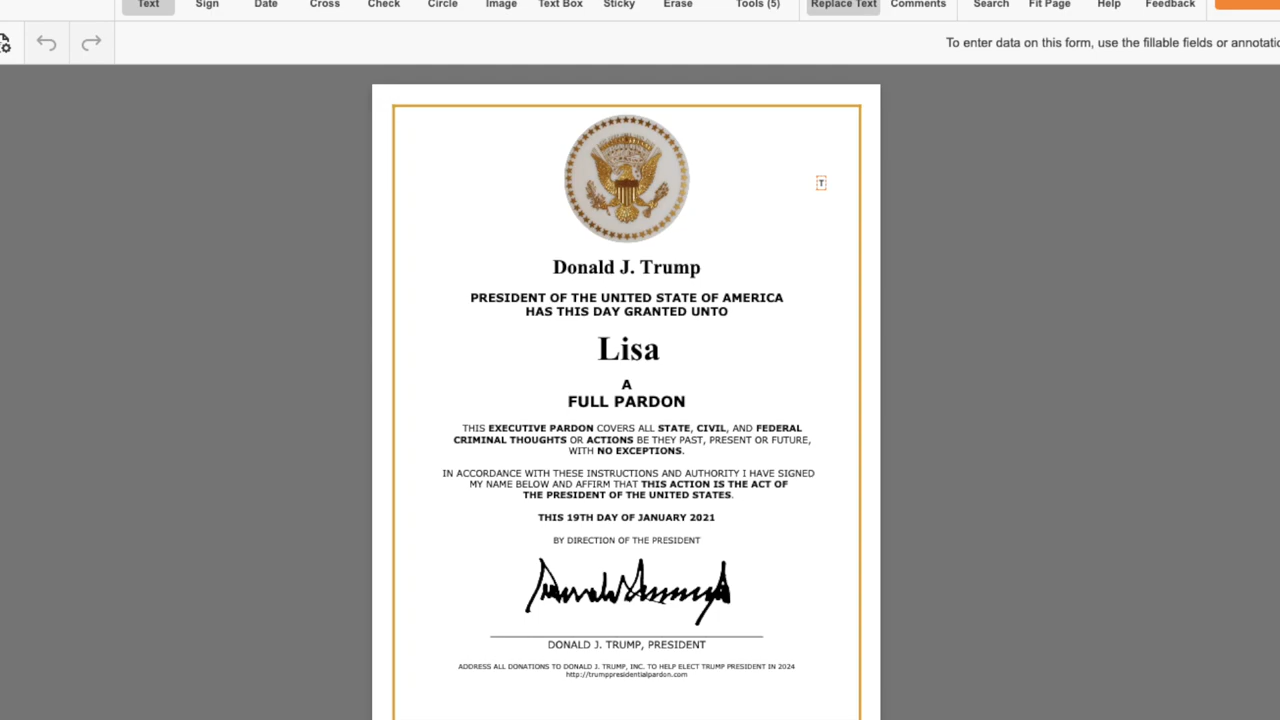 Text Sign Date Cross Check Circle Image Text Box Sticky Erase Tools (5) Replace Text Comments Search Fit Page Help Feedback
To enter data on this form, use the fillable fields or
T
Donald J. Trump
PRESIDENT OF THE UNITED STATE OF AMERICA
HAS THIS DAY GRANTED UNTO
Lisa
A
FULL PARDON
THIS EXECUTIVE PARDON COVERS ALL STATE, CIVIL, AND FEDERAL
CRIMINAL THOUGHTS OR ACTIONS BE THEY PAST, PRESENT OR FUTURE,
WITH NO EXCEPTIONS.
IN ACCORDANCE WITH THESE INSTRUCTIONS AND AUTHORITY I HAVE SIGNED
MY NAME BELOW AND AFFIRM THAT THIS ACTION IS THE ACT OF
THE PRESIDENT OF THE UNITED STATES.
THIS 19TH DAY OF JANUARY 2021
BY DIRECTION OF THE PRESIDENT
DONALD J. TRUMP, PRESIDENT
ADDRESS ALL DONATIONS TO DONALD J. TRUMP, INC. TO HELP ELECT TRUMP PRESIDENT IN 2024
http://trumppresidentialpardon.com